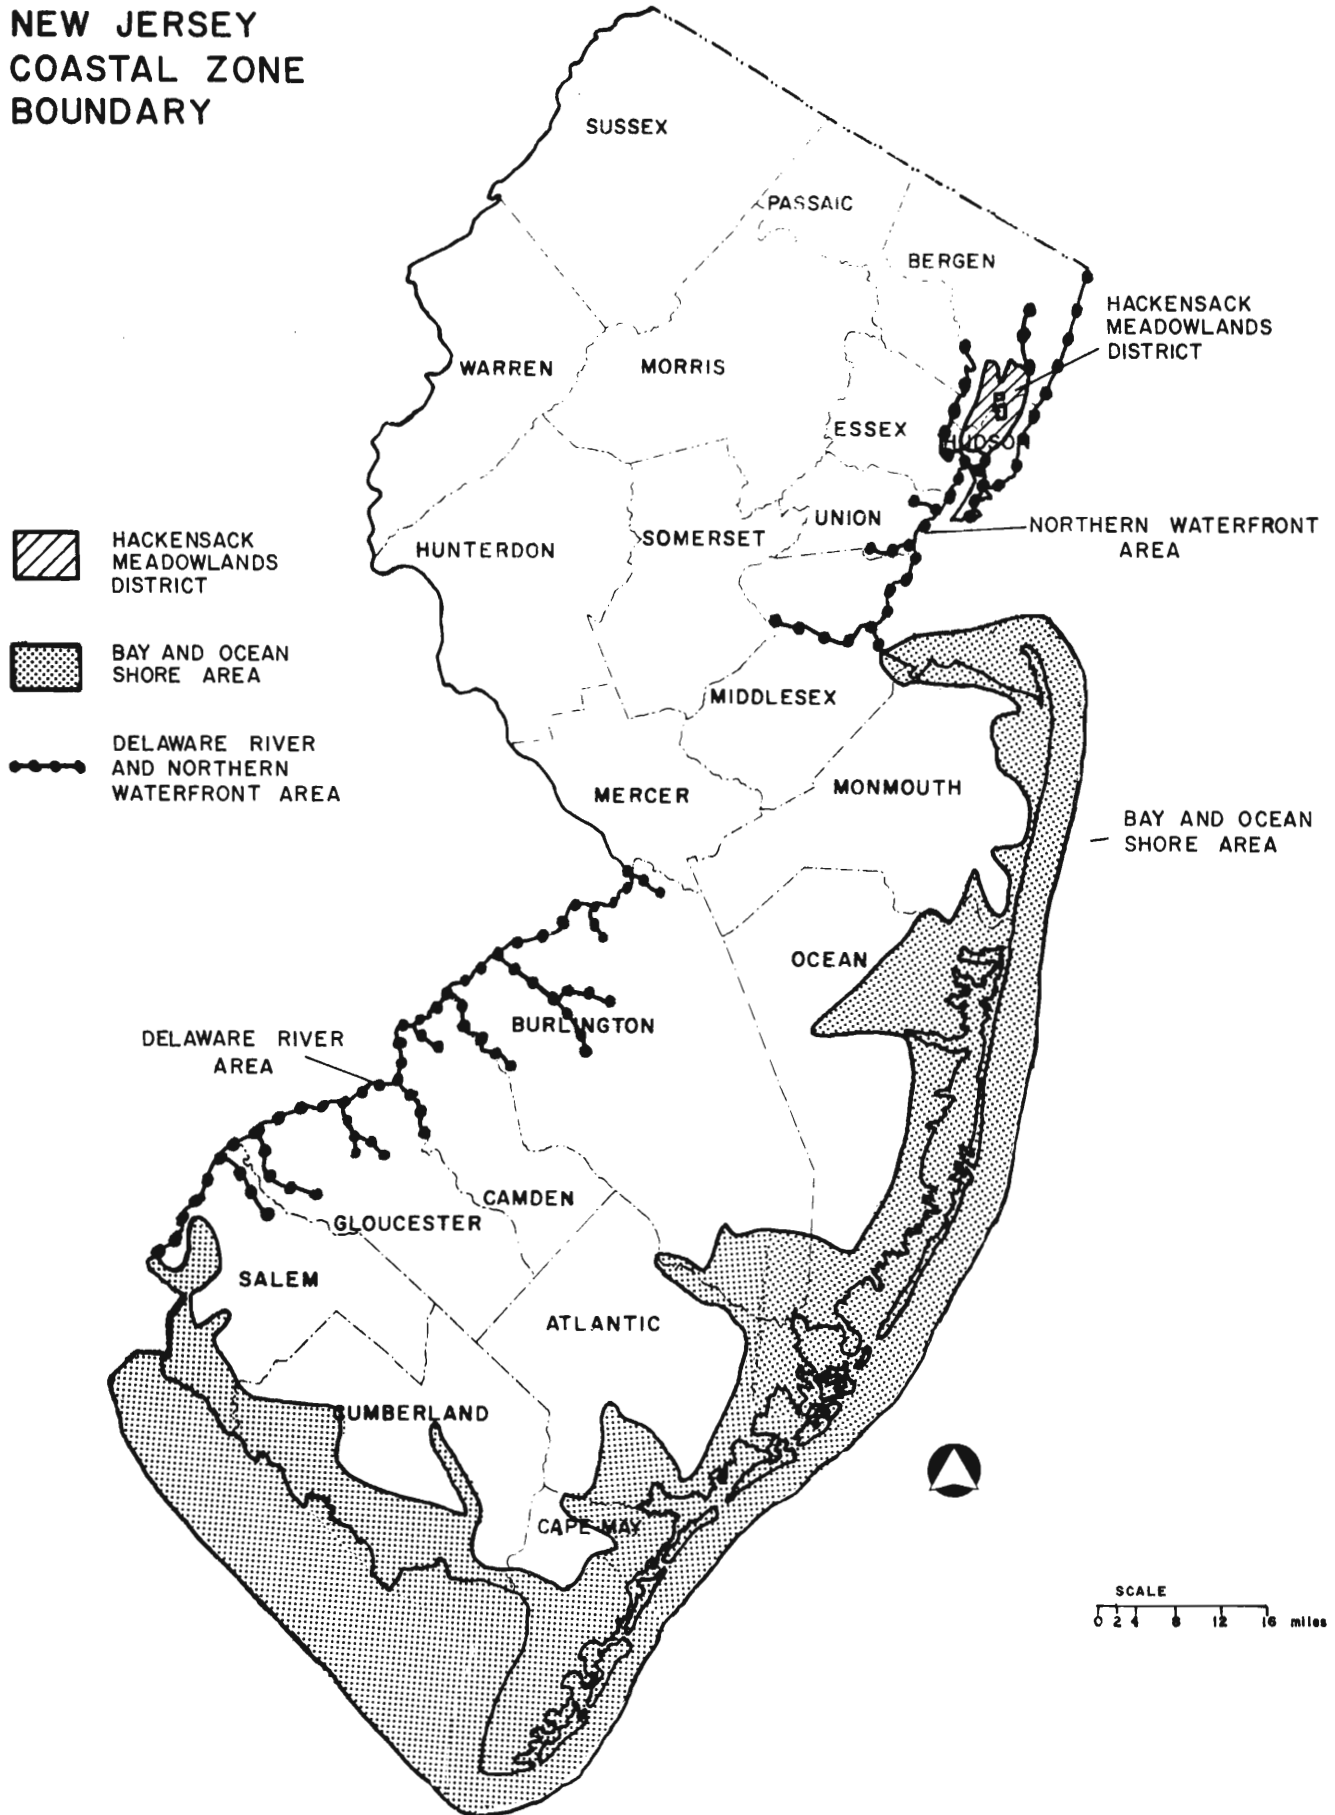 NEW JERSEY
COASTAL ZONE
BOUNDARY
SUSSEX
PASSAIC
BERGEN
HACKENSACK
MEADOWLANDS
DISTRICT
WARREN
MORRIS
ESSEX
HUDSON
UNION
NORTHERN WATERFRONT
AREA
SOMERSET
HUNTERDON
HACKENSACK
MEADOWLANDS
DISTRICT
BAY AND OCEAN
SHORE AREA
DELAWARE RIVER
AND NORTHERN
WATERFRONT AREA
MIDDLESEX
MERCER
MONMOUTH
BAY AND OCEAN
SHORE AREA
OCEAN
BURLINGTON
DELAWARE RIVER
AREA
CAMDEN
GLOUCESTER
SALEM
ATLANTIC
CUMBERLAND
CAPE MAY
SCALE
0 2 4 8 12 16 miles